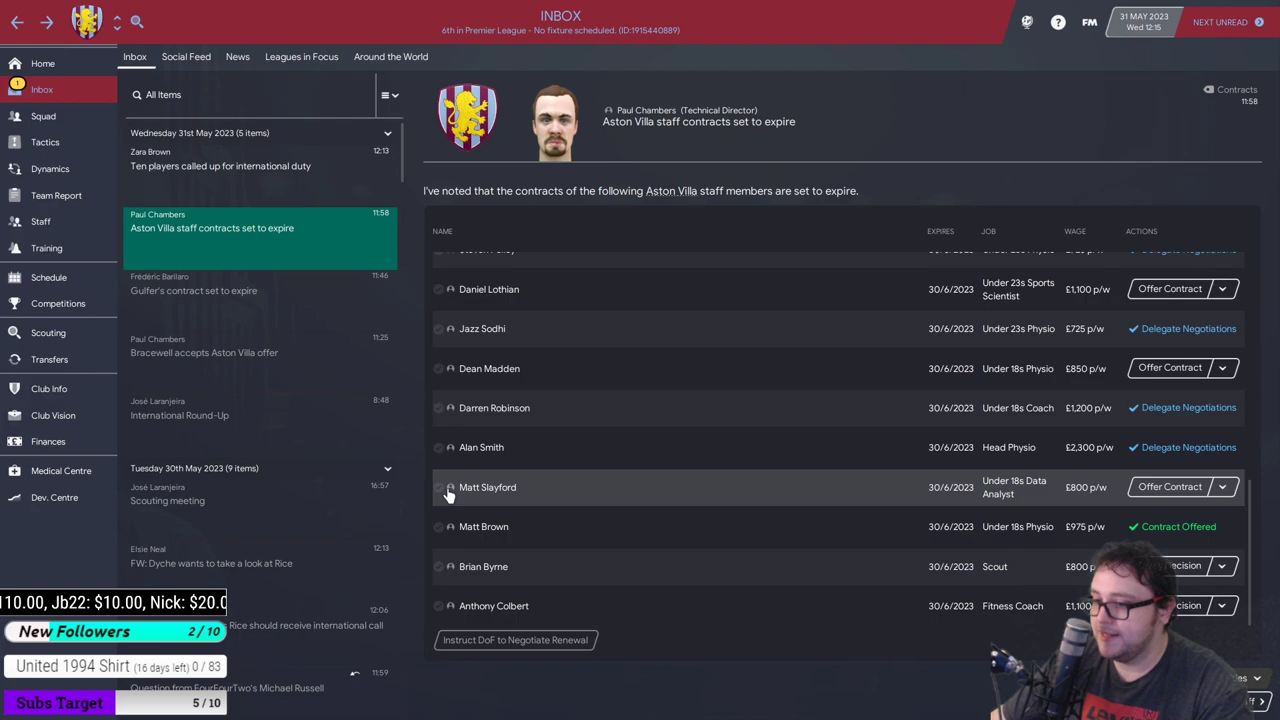 INBOX
6th in Premier League - No fixture scheduled. (ID:1915440889)
FM
31 MAY 2023
Wed 12:15
NEXT UNREAD
Home
1
Inbox
Squad
Tactics
Dynamics
Team Report
Staff
Training
Schedule
Competitions
Scouting
Transfers
Club Info
Club Vision
Finances
Medical Centre
Dev. Centre
Inbox
Social Feed
News
Leagues in Focus
Around the World
All Items
Wednesday 31st May 2023 (5 items)
Zara Brown 12:13
Ten players called up for international duty
Paul Chambers 11:58
Aston Villa staff contracts set to expire
Frédéric Barilaro 11:46
Gulfer's contract set to expire
Paul Chambers 11:25
Bracewell accepts Aston Villa offer
José Laranjeira 8:48
International Round-Up
Tuesday 30th May 2023 (9 items)
José Laranjeira 16:57
Scouting meeting
Elsie Neal 12:13
FW: Dyche wants to take a look at Rice
12:06
Rice should receive international call
11:59
Question from FourFourTwo's Michael Russell
Paul Chambers (Technical Director)
Aston Villa staff contracts set to expire
Contracts
11:58
I've noted that the contracts of the following Aston Villa staff members are set to expire.
NAME EXPIRES JOB WAGE ACTIONS
Daniel Lothian 30/6/2023 Under 23s Sports Scientist £1,100 p/w Offer Contract
Jazz Sodhi 30/6/2023 Under 23s Physio £725 p/w Delegate Negotiations
Dean Madden 30/6/2023 Under 18s Physio £850 p/w Offer Contract
Darren Robinson 30/6/2023 Under 18s Coach £1,200 p/w Delegate Negotiations
Alan Smith 30/6/2023 Head Physio £2,300 p/w Delegate Negotiations
Matt Slayford 30/6/2023 Under 18s Data Analyst £800 p/w Offer Contract
Matt Brown 30/6/2023 Under 18s Physio £975 p/w Contract Offered
Brian Byrne 30/6/2023 Scout £800 p/w
Anthony Colbert 30/6/2023 Fitness Coach £1,100
Instruct DoF to Negotiate Renewal
110.00, Jb22: $10.00, Nick: $20.0
New Followers 2 / 10
United 1994 Shirt (16 days left) 0 / 83
Subs Target 5 / 10